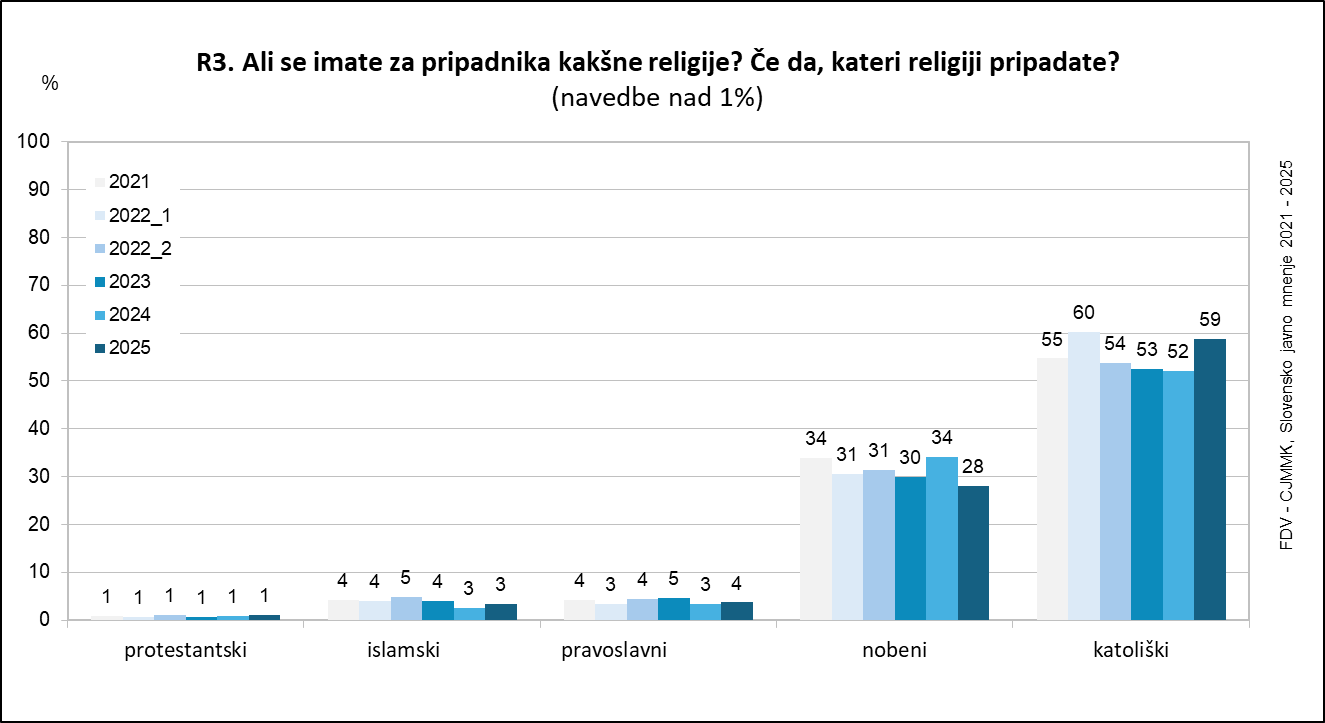 R3. Ali se imate za pripadnika kakšne religije? Če da, kateri religiji pripadate?
(navedbe nad 1%)
%
100
90
80
70
60
50
40
30
20
10
0
2021
2022_1
2022_2
2023
2024
2025
1 1 1 1 1 1
4 4 5 4 3 3
4 3 4 5 3 4
34 31 31 30 34 28
55 60 54 53 52 59
protestantski islamski pravoslavni nobeni katoliški
FDV - CJMMK, Slovensko javno mnenje 2021 - 2025